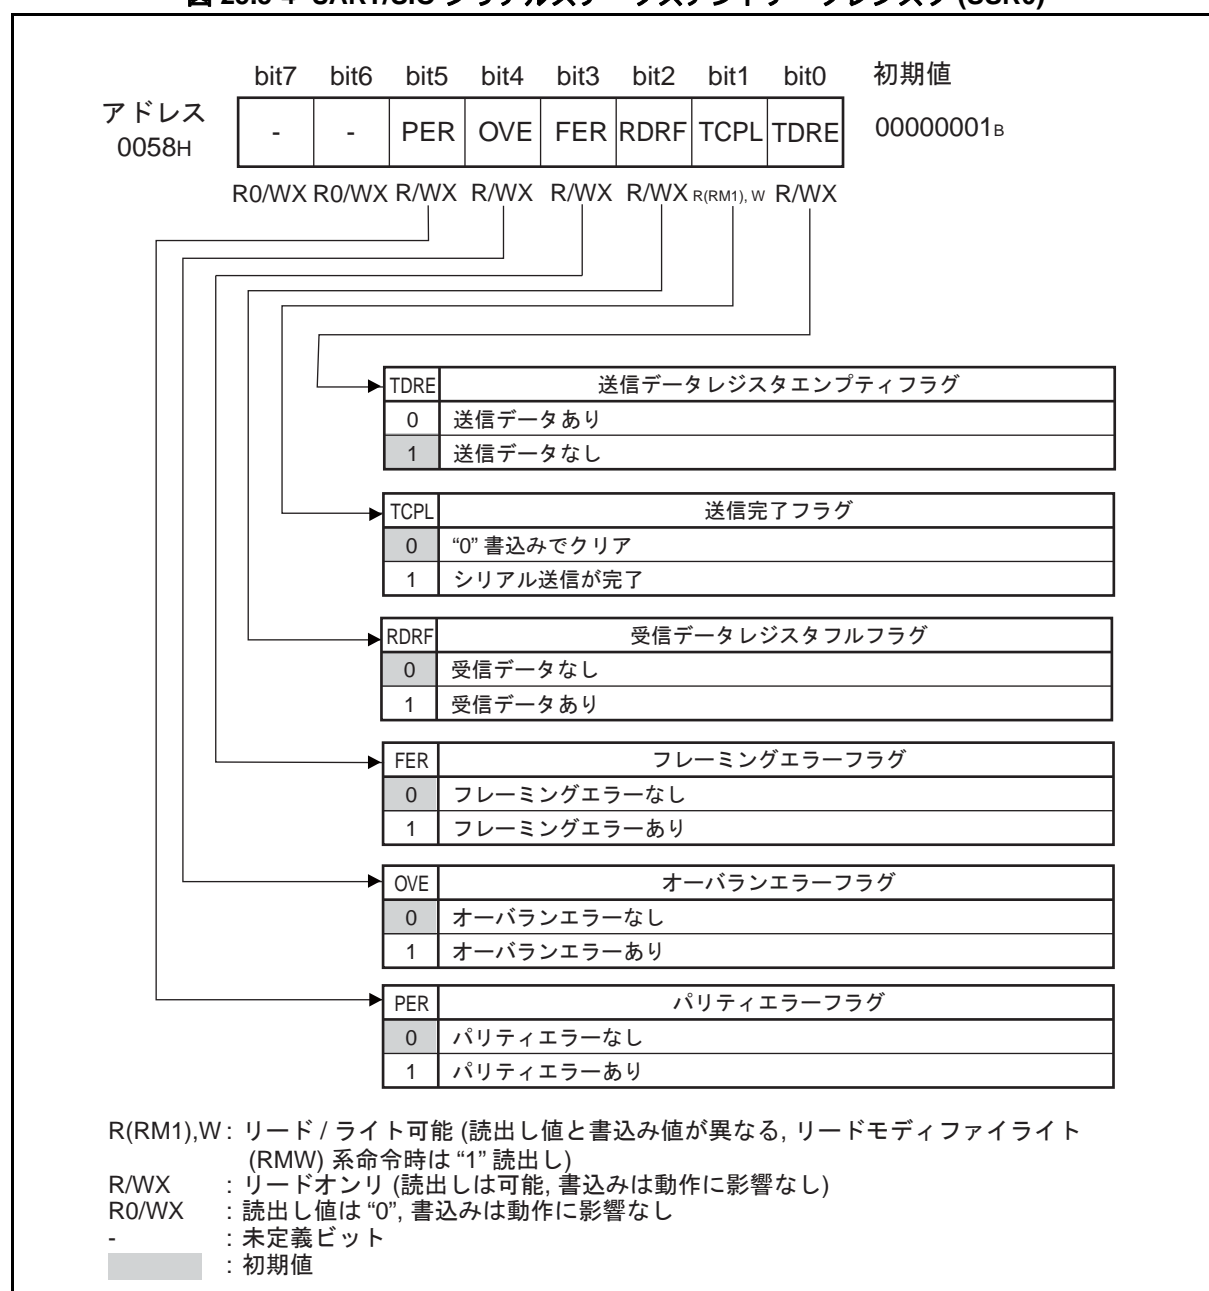 bit7 bit6 bit5 bit4 bit3 bit2 bit1 bit0 初期値
アドレス
0058H
- - PER OVE FER RDRF TCPL TDRE 00000001B
R0/WX R0/WX R/WX R/WX R/WX R/WX R(RM1), W R/WX
TDRE 送信データレジスタエンプティフラグ
0 送信データあり
1 送信データなし
TCPL 送信完了フラグ
0 “0” 書込みでクリア
1 シリアル送信が完了
RDRF 受信データレジスタフルフラグ
0 受信データなし
1 受信データあり
FER フレーミングエラーフラグ
0 フレーミングエラーなし
1 フレーミングエラーあり
OVE オーバランエラーフラグ
0 オーバランエラーなし
1 オーバランエラーあり
PER パリティエラーフラグ
0 パリティエラーなし
1 パリティエラーあり
R(RM1),W : リード / ライト可能 (読出し値と書込み値が異なる, リードモディファイライト
(RMW) 系命令時は “1” 読出し)
R/WX : リードオンリ (読出しは可能, 書込みは動作に影響なし)
R0/WX : 読出し値は “0”, 書込みは動作に影響なし
- : 未定義ビット
: 初期値